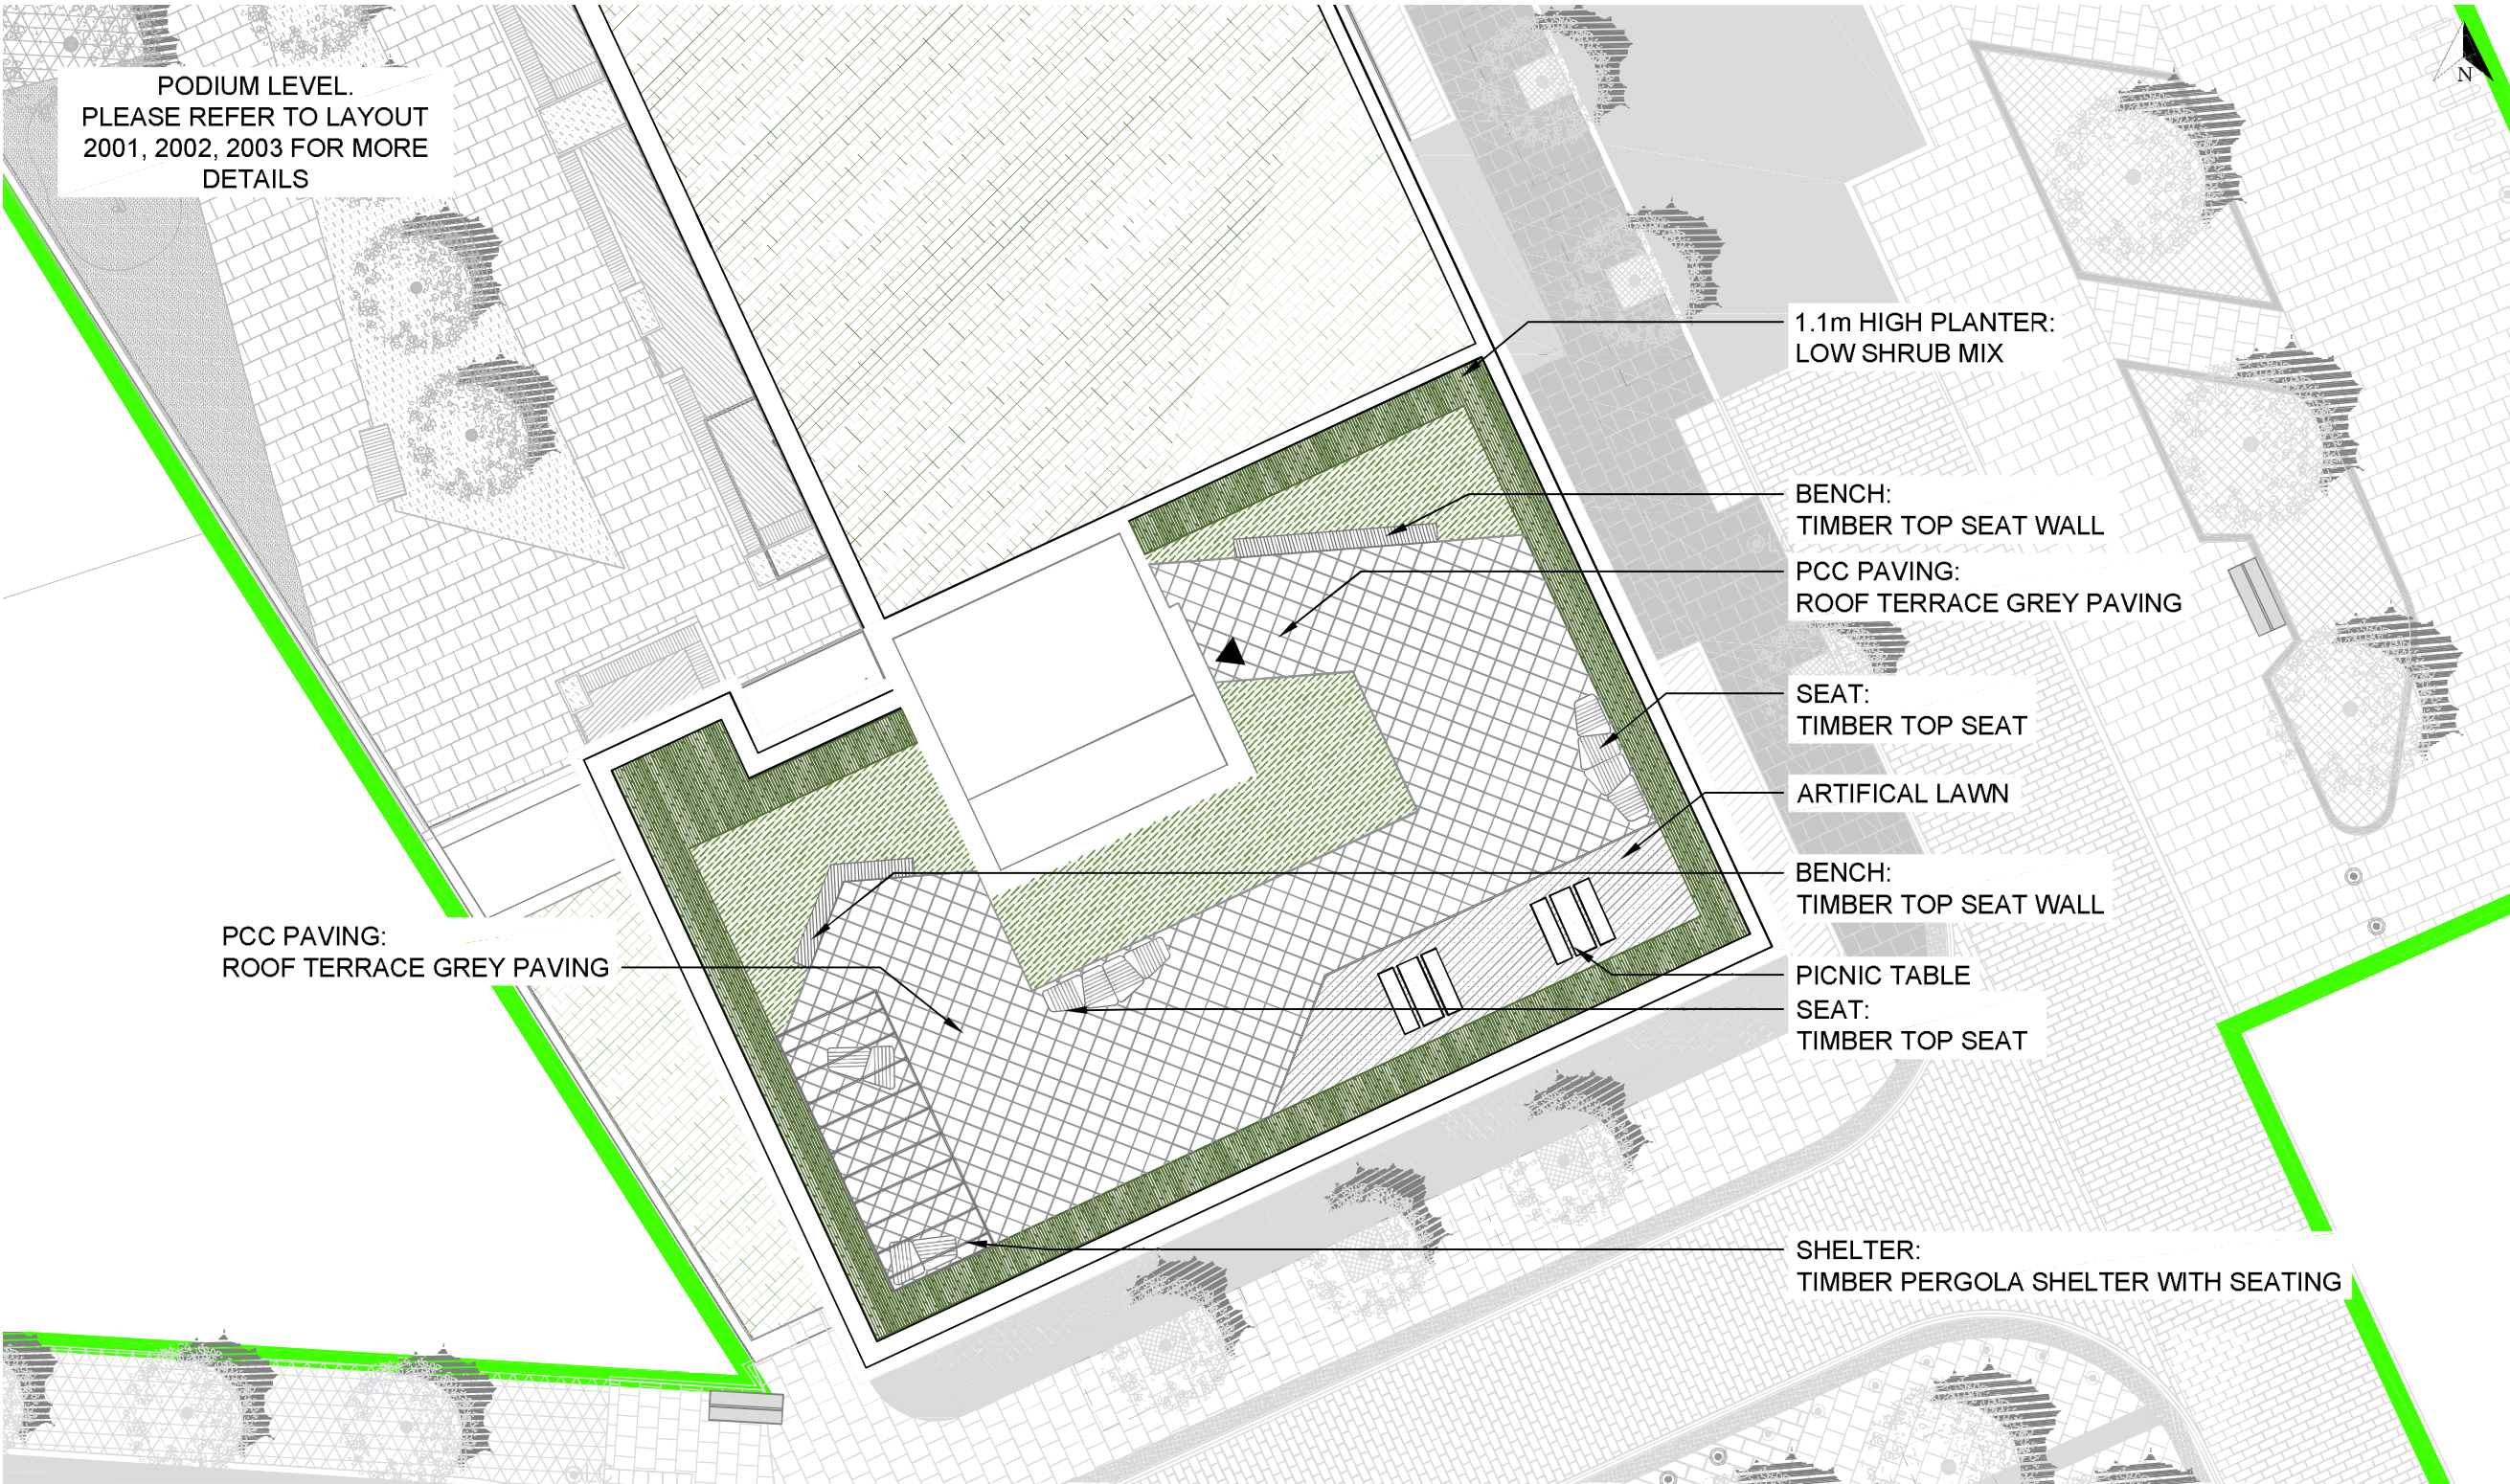 PODIUM LEVEL.
PLEASE REFER TO LAYOUT
2001, 2002, 2003 FOR MORE
DETAILS
N
1.1m HIGH PLANTER:
LOW SHRUB MIX
BENCH:
TIMBER TOP SEAT WALL
PCC PAVING:
ROOF TERRACE GREY PAVING
SEAT:
TIMBER TOP SEAT
ARTIFICAL LAWN
BENCH:
TIMBER TOP SEAT WALL
PCC PAVING:
ROOF TERRACE GREY PAVING
PICNIC TABLE
SEAT:
TIMBER TOP SEAT
SHELTER:
TIMBER PERGOLA SHELTER WITH SEATING